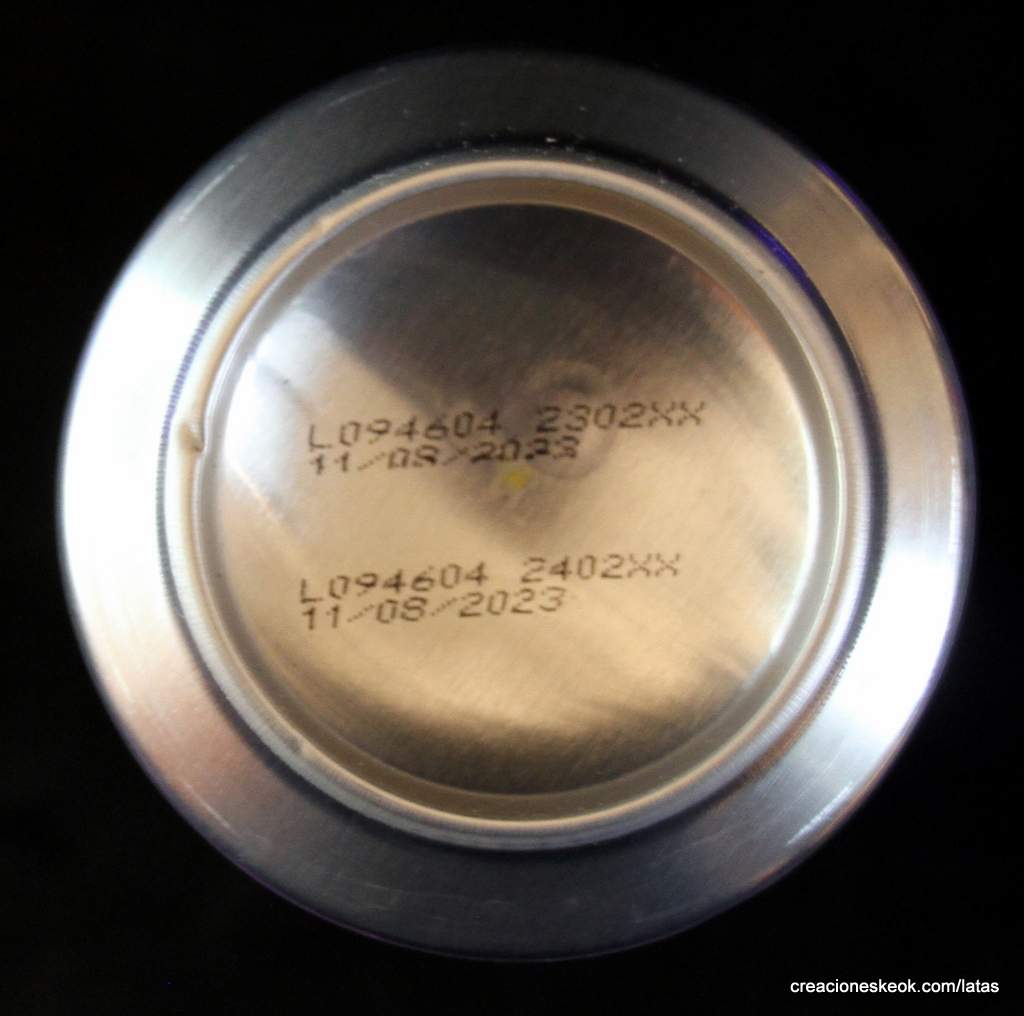 L094604 2302XX
11/08/2023
L094604 2402XX
11/08/2023
creacioneskeok.com/latas